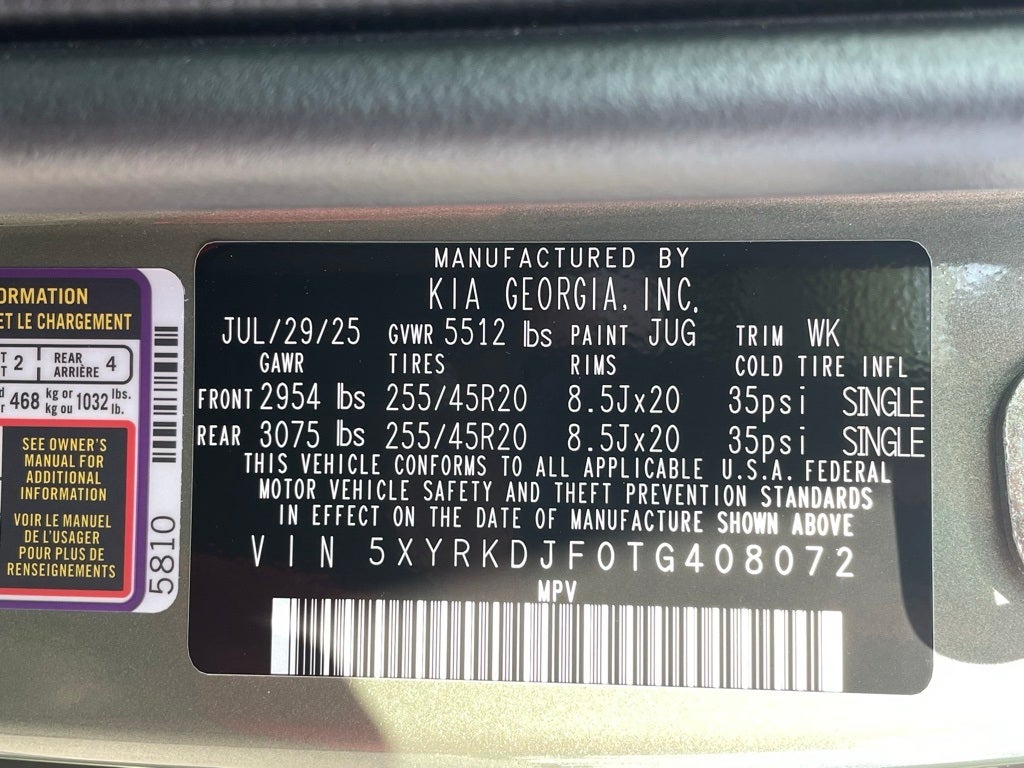 ORMATION
ET LE CHARGEMENT
2 REAR ARRIÈRE 4
468 kg or kg ou 1032 lbs. lb.
SEE OWNER'S
MANUAL FOR
ADDITIONAL
INFORMATION
VOIR LE MANUEL
DE L'USAGER
POUR PLUS DE
RENSEIGNEMENTS
5810
MANUFACTURED BY
KIA GEORGIA, INC.
JUL/29/25 GVWR 5512 lbs PAINT JUG TRIM WK
GAWR TIRES RIMS COLD TIRE INFL
FRONT 2954 lbs 255/45R20 8.5Jx20 35psi SINGLE
REAR 3075 lbs 255/45R20 8.5Jx20 35psi SINGLE
THIS VEHICLE CONFORMS TO ALL APPLICABLE U.S.A. FEDERAL
MOTOR VEHICLE SAFETY AND THEFT PREVENTION STANDARDS
IN EFFECT ON THE DATE OF MANUFACTURE SHOWN ABOVE
VIN 5XYRKDJF0TG408072
MPV